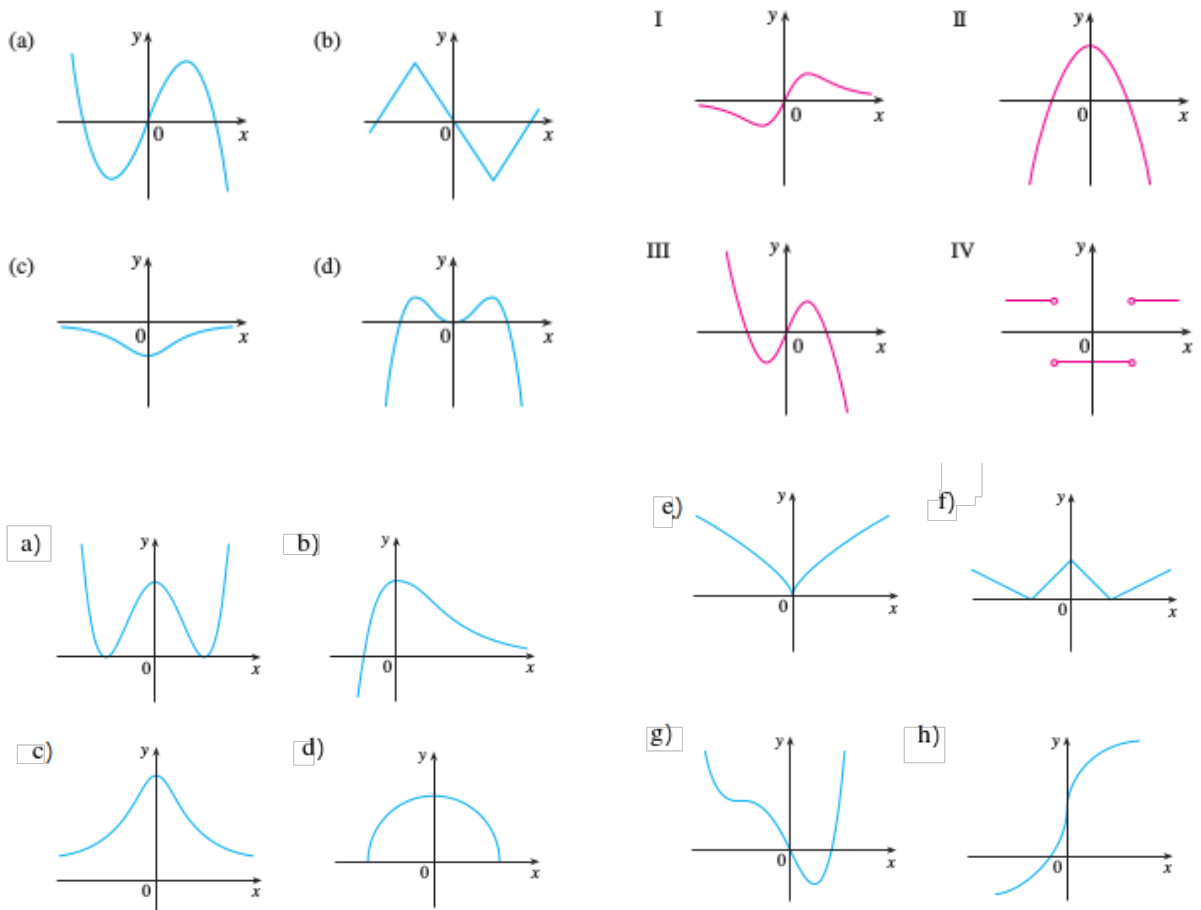 (a) y 0 x
(b) y 0 x
I y 0 x
II y 0 x
(c) y 0 x
(d) y 0 x
III y 0 x
IV y 0 x
a) y 0 x
b) y 0 x
e) y 0 x
f) y 0 x
c) y 0 x
d) y 0 x
g) y 0 x
h) y 0 x